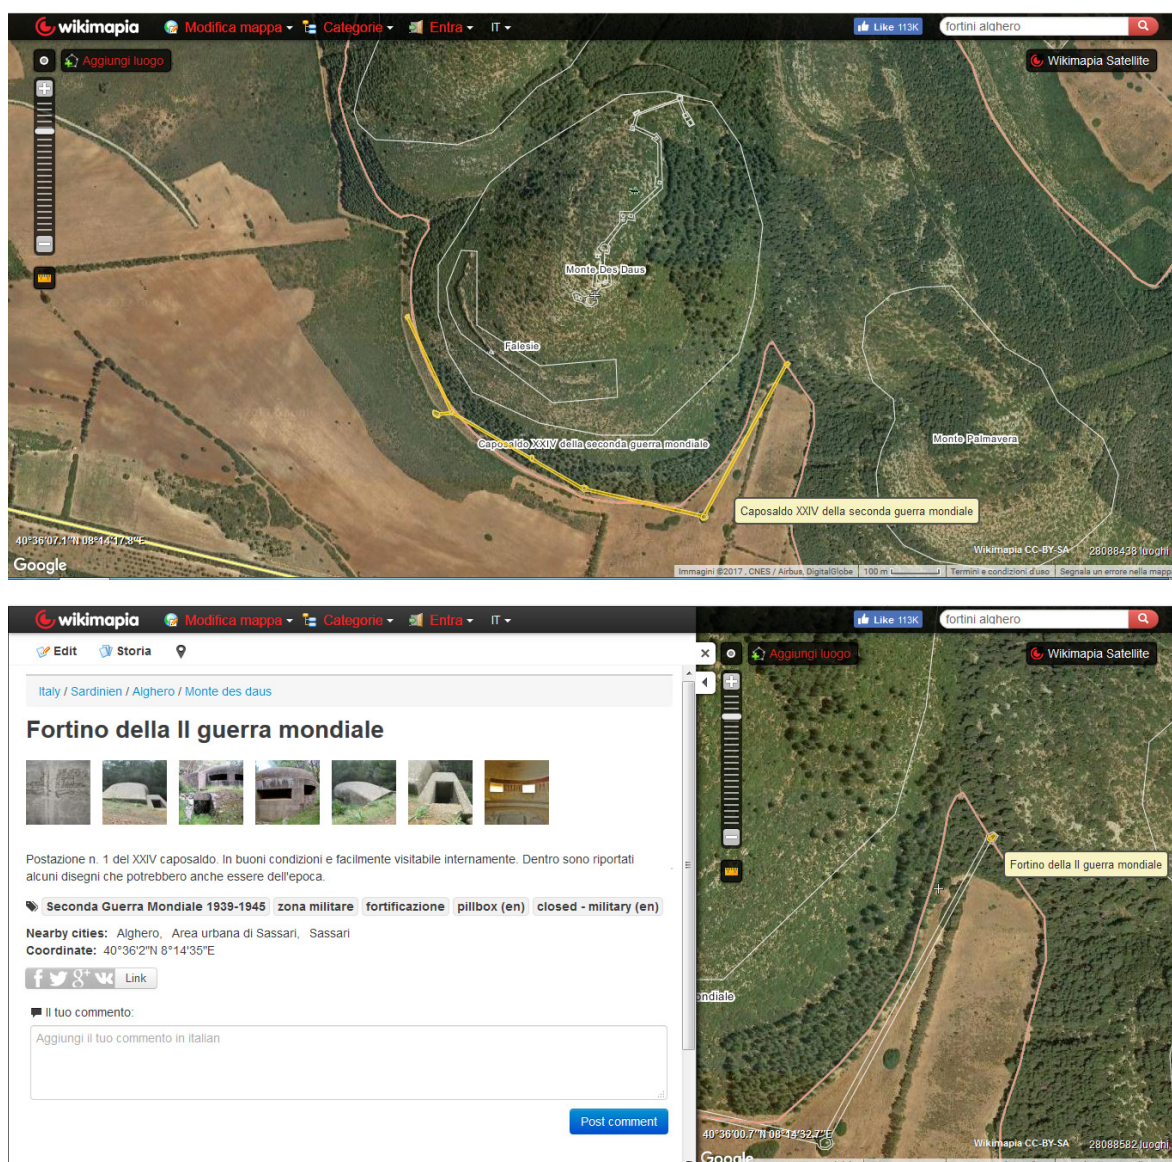 wikimapia Modifica mappa Categorie Entra IT Like 113K fortini alghero
Aggiungi luogo
Wikimapia Satellite
Monte Des Daus
Falesie
Caposaldo XXIV della seconda guerra mondiale
Monte Palmavera
Caposaldo XXIV della seconda guerra mondiale
40°36'07.1"N 08°14'17.8"E
Wikimapia CC-BY-SA 28088438 luoghi
Google
Immagini ©2017 , CNES / Airbus, DigitalGlobe 100 m Termini e condizioni d'uso Segnala un errore nella mapp
wikimapia Modifica mappa Categorie Entra IT Like 113K fortini alghero
Edit Storia
Aggiungi luogo
Wikimapia Satellite
Italy / Sardinien / Alghero / Monte des daus
Fortino della II guerra mondiale
Postazione n. 1 del XXIV caposaldo. In buoni condizioni e facilmente visitabile internamente. Dentro sono riportati
alcuni disegni che potrebbero anche essere dell'epoca.
Seconda Guerra Mondiale 1939-1945 zona militare fortificazione pillbox (en) closed - military (en)
Nearby cities: Alghero, Area urbana di Sassari, Sassari
Coordinate: 40°36'2"N 8°14'35"E
Link
Il tuo commento:
Aggiungi il tuo commento in italian
Post comment
Fortino della II guerra mondiale
ondiale
40°36'00.7"N 08°14'32.7"E
Wikimapia CC-BY-SA 28088582 luoghi
Google